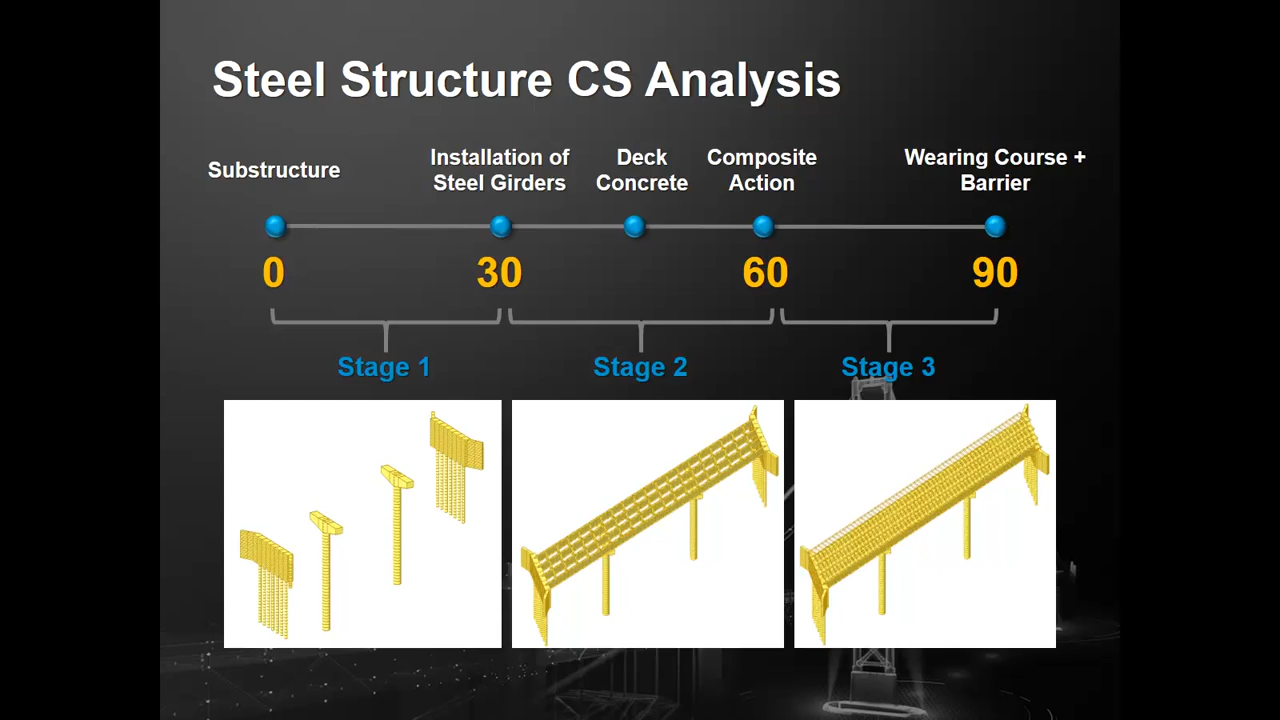 Steel Structure CS Analysis
Substructure
Installation of
Steel Girders
Deck
Concrete
Composite
Action
Wearing Course +
Barrier
0
30
60
90
Stage 1
Stage 2
Stage 3